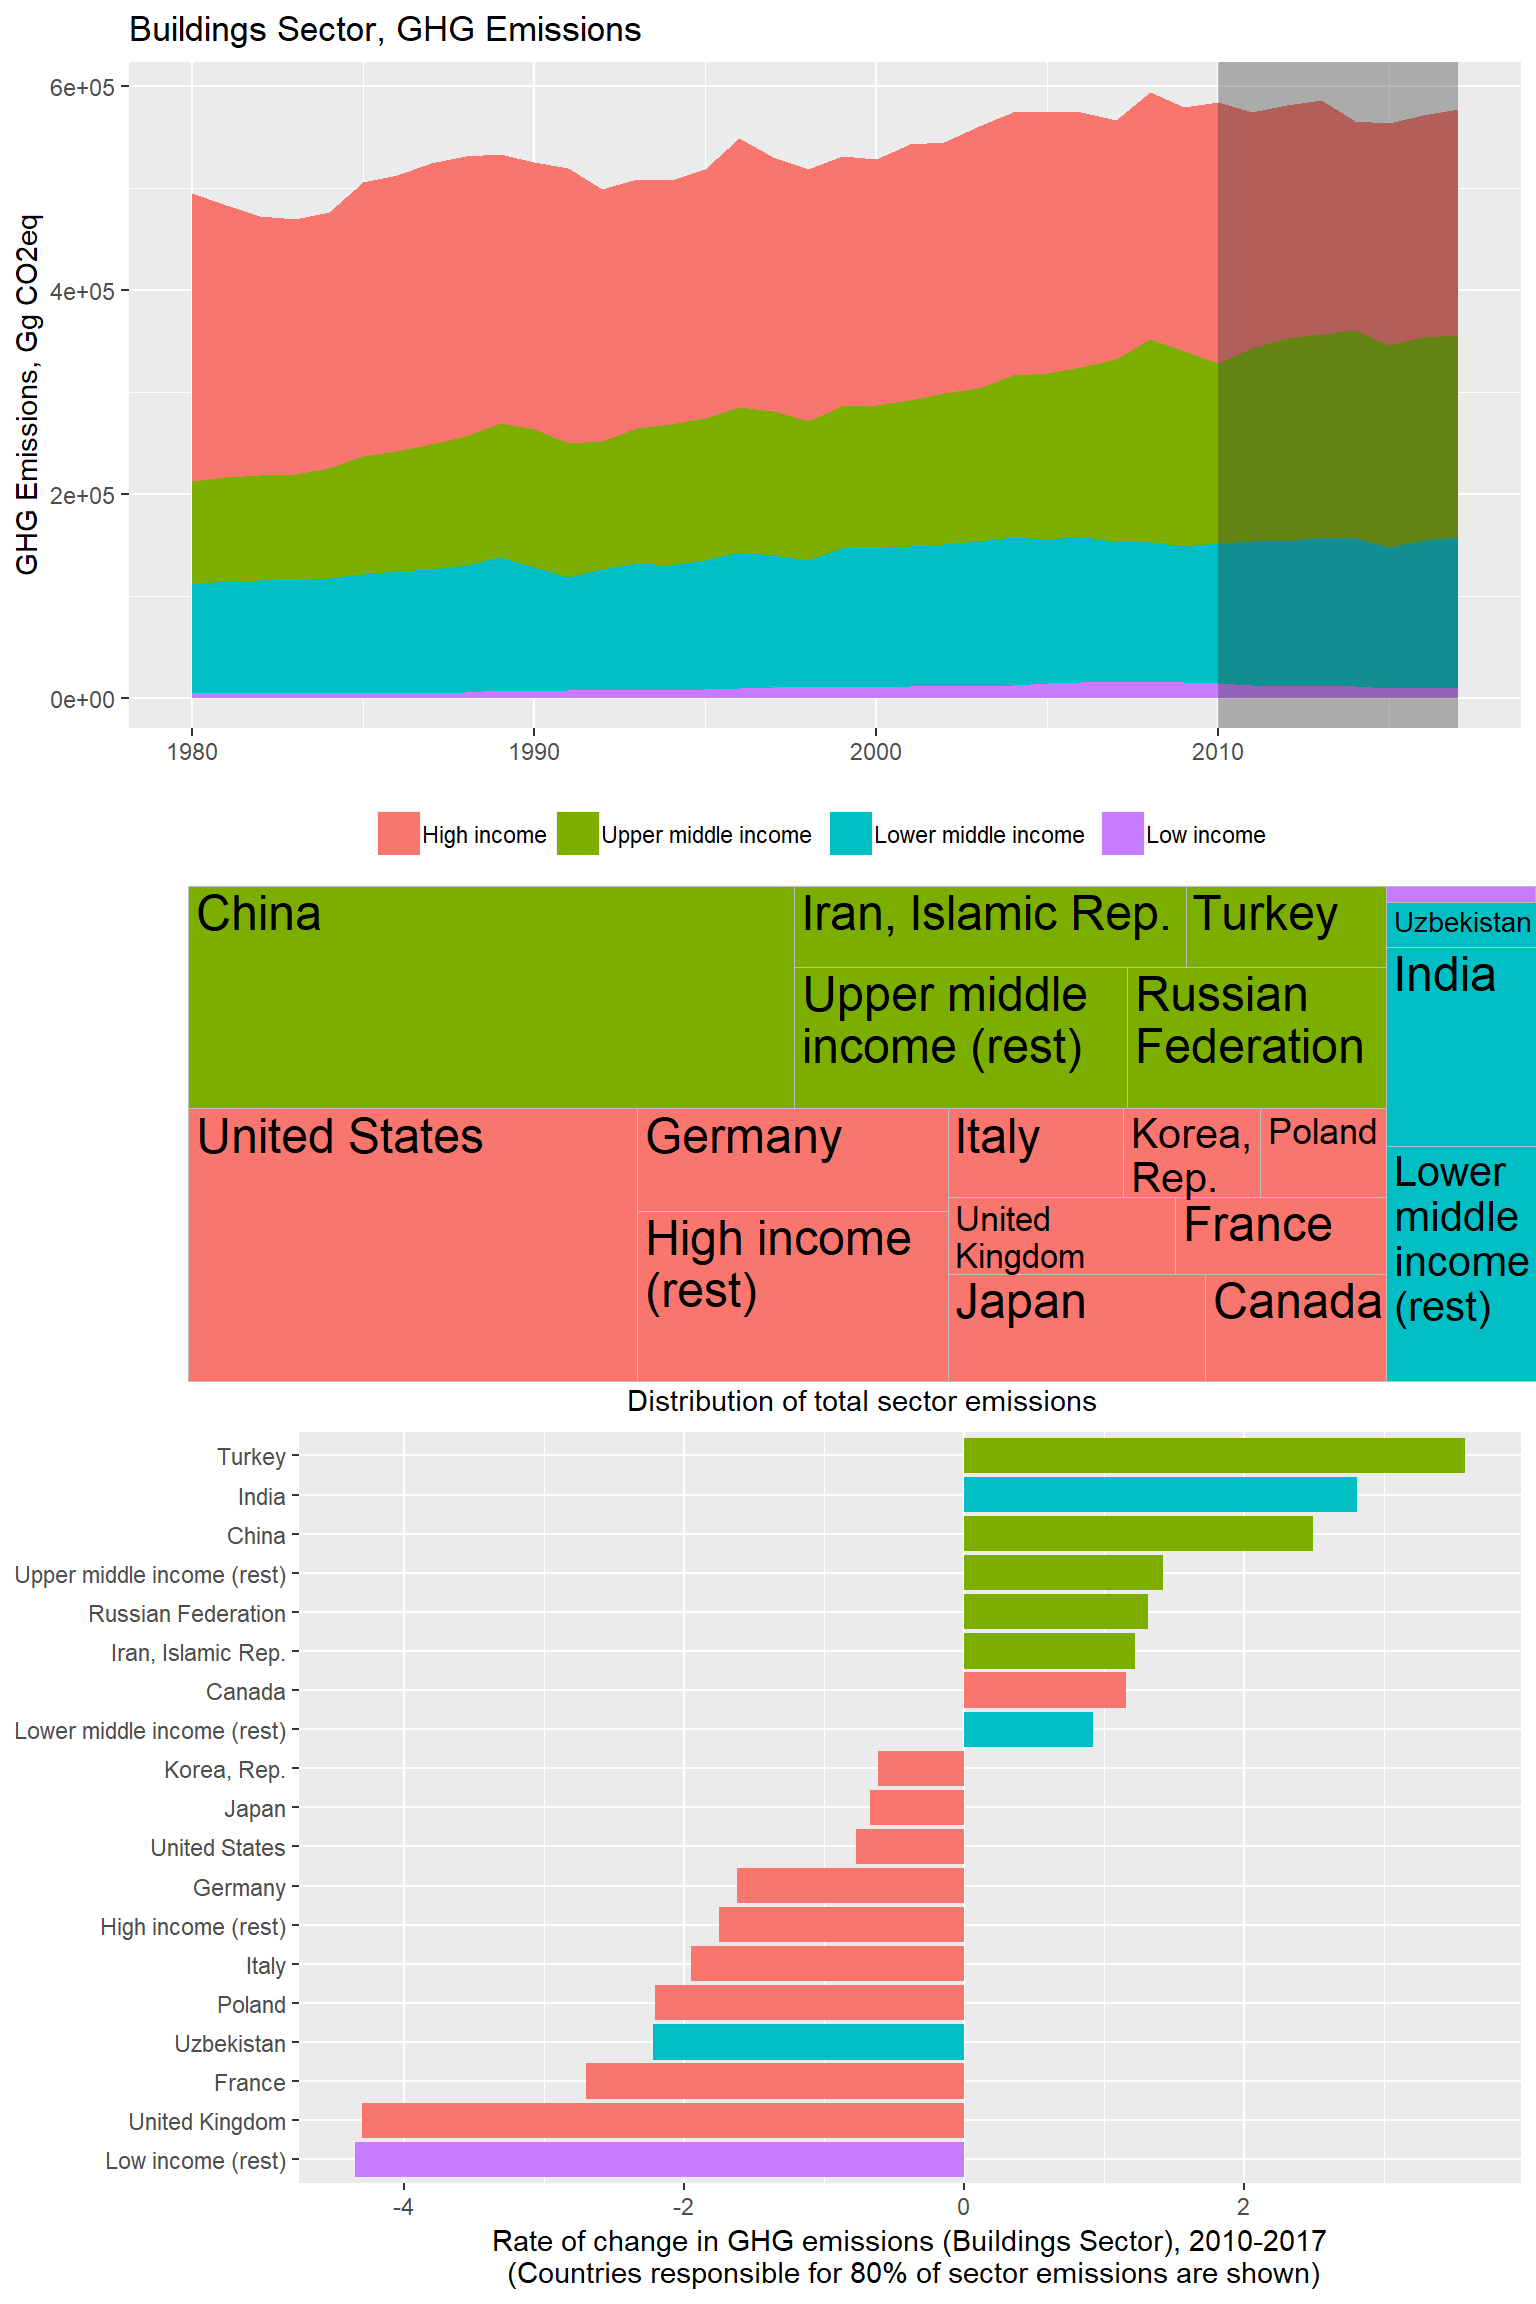 Buildings Sector, GHG Emissions
GHG Emissions, Gg CO2eq
6e+05
4e+05
2e+05
0e+00
1980 1990 2000 2010
High income Upper middle income Lower middle income Low income
China
Iran, Islamic Rep.
Turkey
Upper middle
income (rest)
Russian
Federation
United States
Germany
High income
(rest)
Italy
Korea,
Rep.
Poland
United
Kingdom
France
Japan
Canada
Uzbekistan
India
Lower
middle
income
(rest)
Distribution of total sector emissions
Turkey
India
China
Upper middle income (rest)
Russian Federation
Iran, Islamic Rep.
Canada
Lower middle income (rest)
Korea, Rep.
Japan
United States
Germany
High income (rest)
Italy
Poland
Uzbekistan
France
United Kingdom
Low income (rest)
-4 -2 0 2
Rate of change in GHG emissions (Buildings Sector), 2010-2017
(Countries responsible for 80% of sector emissions are shown)